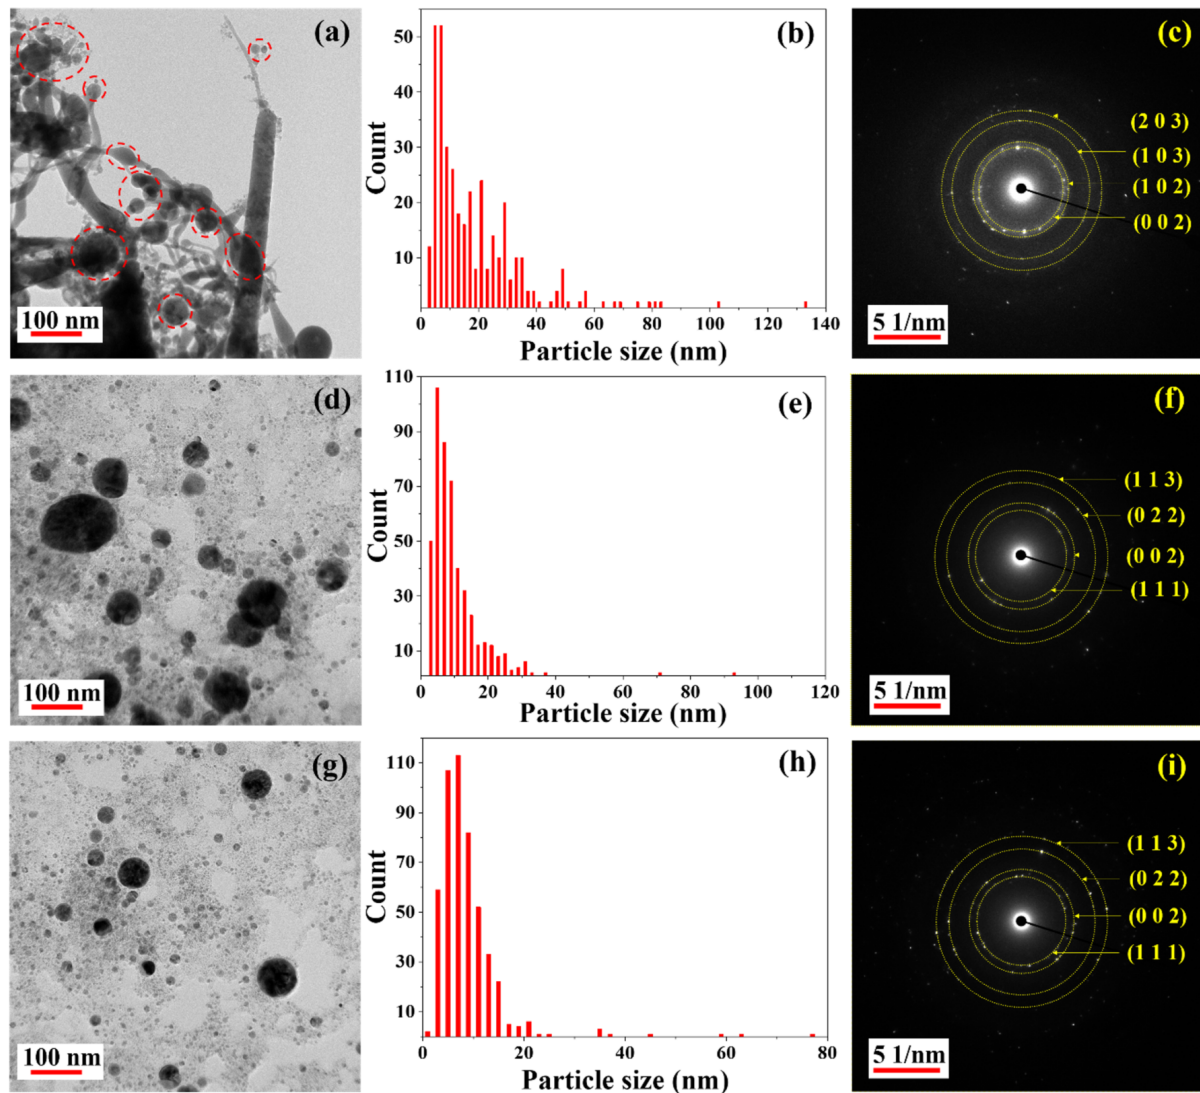 (a)
100 nm
(b)
Count
50
40
30
20
10
0
20
40
60
80
100
120
140
Particle size (nm)
(c)
(2 0 3)
(1 0 3)
(1 0 2)
(0 0 2)
5 1/nm
(d)
100 nm
(e)
Count
110
90
70
50
30
10
0
20
40
60
80
100
120
Particle size (nm)
(f)
(1 1 3)
(0 2 2)
(0 0 2)
(1 1 1)
5 1/nm
(g)
100 nm
(h)
Count
110
90
70
50
30
10
0
20
40
60
80
Particle size (nm)
(i)
(1 1 3)
(0 2 2)
(0 0 2)
(1 1 1)
5 1/nm